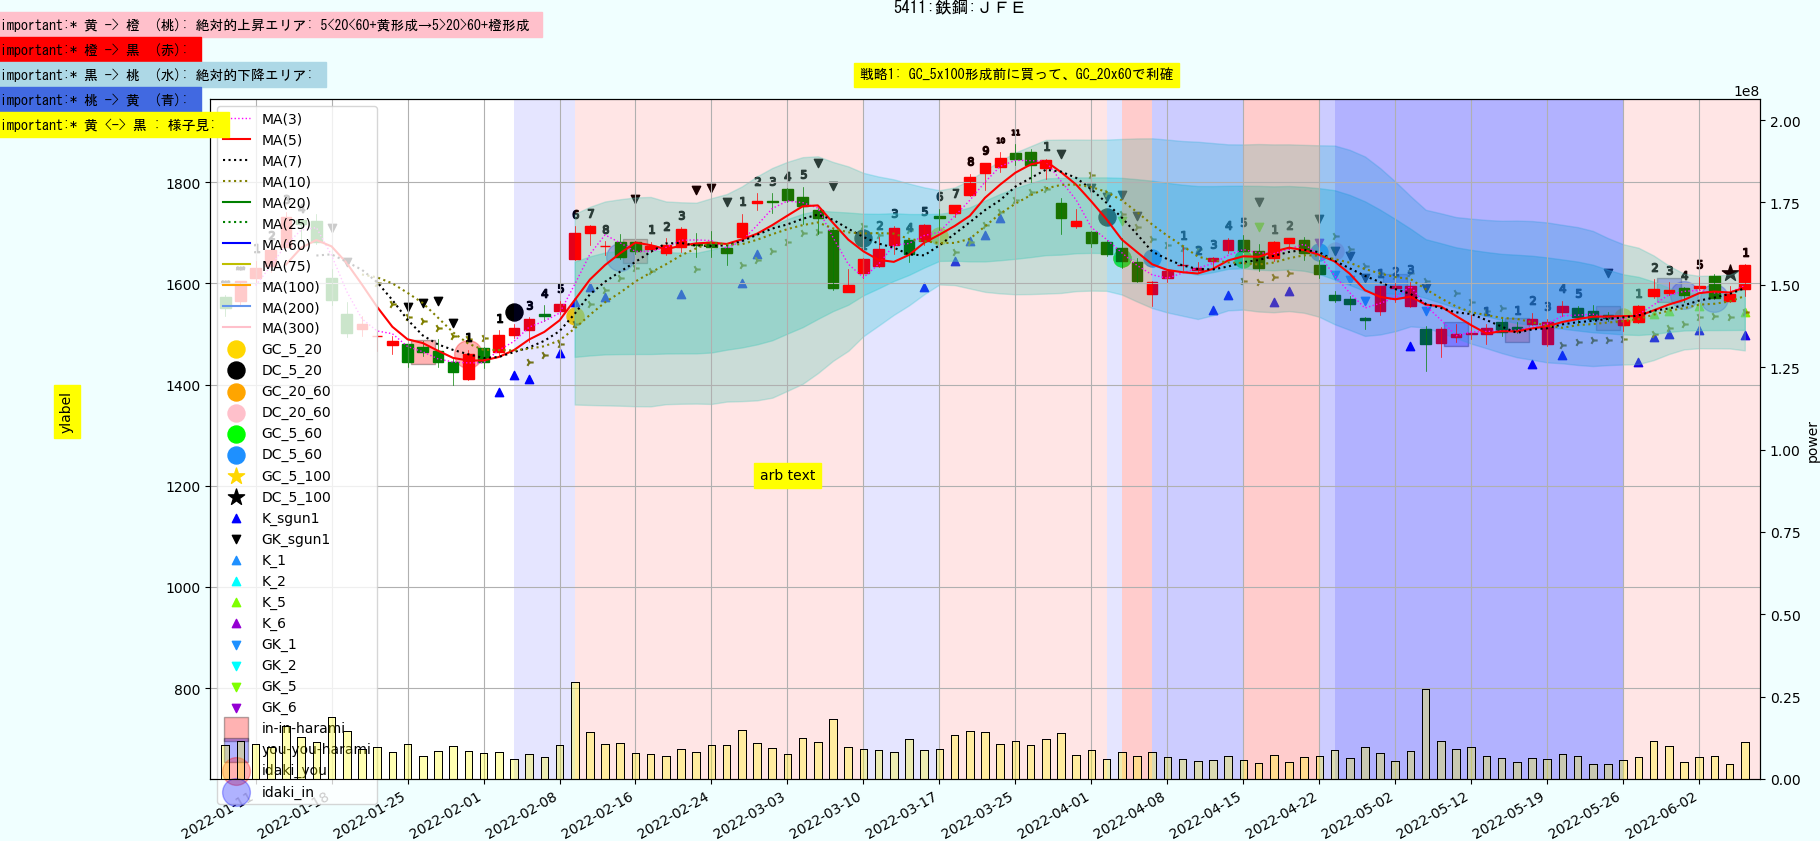 5411:鉄鋼:ＪＦＥ
important:* 黄 -> 橙 （桃）: 絶対的上昇エリア: 5<20<60+黄形成→5>20>60+橙形成
important:* 橙 -> 黒 （赤）:
important:* 黒 -> 桃 （水）: 絶対的下降エリア:
important:* 桃 -> 黄 （青）:
important:* 黄 <-> 黒 : 様子見:
戦略1: GC_5x100形成前に買って、GC_20x60で利確
1e8
MA(3)
MA(5)
MA(7)
MA(10)
MA(20)
MA(25)
MA(60)
MA(75)
MA(100)
MA(200)
MA(300)
GC_5_20
DC_5_20
GC_20_60
DC_20_60
GC_5_60
DC_5_60
GC_5_100
DC_5_100
K_sgun1
GK_sgun1
K_1
K_2
K_5
K_6
GK_1
GK_2
GK_5
GK_6
in-in-harami
you-you-harami
idaki_you
idaki_in
1800
1600
1400
1200
1000
800
ylabel
arb text
2.00
1.75
1.50
1.25
1.00
0.75
0.50
0.25
0.00
power
2022-01-11
2022-01-18
2022-01-25
2022-02-01
2022-02-08
2022-02-16
2022-02-24
2022-03-03
2022-03-10
2022-03-17
2022-03-25
2022-04-01
2022-04-08
2022-04-15
2022-04-22
2022-05-02
2022-05-12
2022-05-19
2022-05-26
2022-06-02